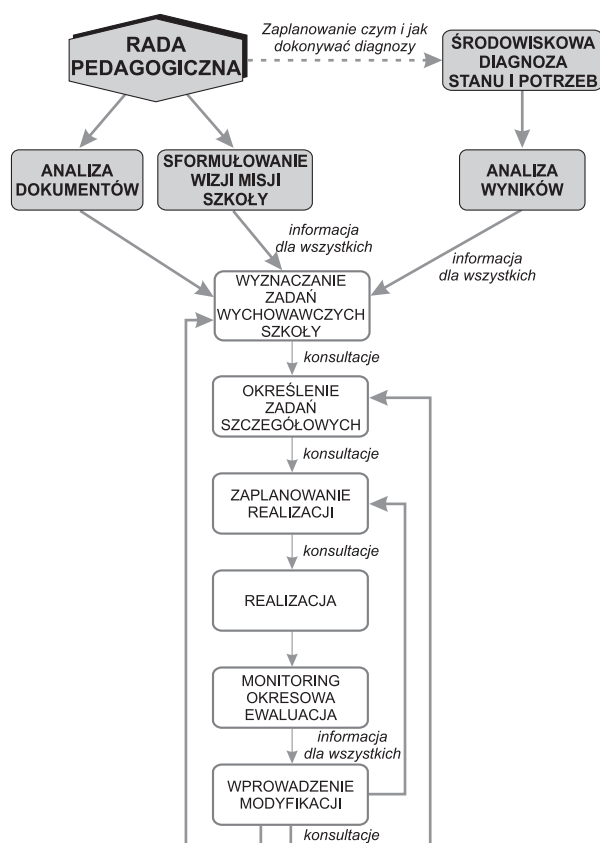 RADA
PEDAGOGICZNA
Zaplanowanie czym i jak
dokonywać diagnozy
ŚRODOWISKOWA
DIAGNOZA
STANU I POTRZEB
ANALIZA
DOKUMENTÓW
SFORMUŁOWANIE
WIZJI MISJI
SZKOŁY
ANALIZA
WYNIKÓW
informacja
dla wszystkich
informacja
dla wszystkich
WYZNACZANIE
ZADAŃ
WYCHOWAWCZYCH
SZKOŁY
konsultacje
OKREŚLENIE
ZADAŃ
SZCZEGÓŁOWYCH
konsultacje
ZAPLANOWANIE
REALIZACJI
konsultacje
REALIZACJA
MONITORING
OKRESOWA
EWALUACJA
informacja
dla wszystkich
WPROWADZENIE
MODYFIKACJI
konsultacje